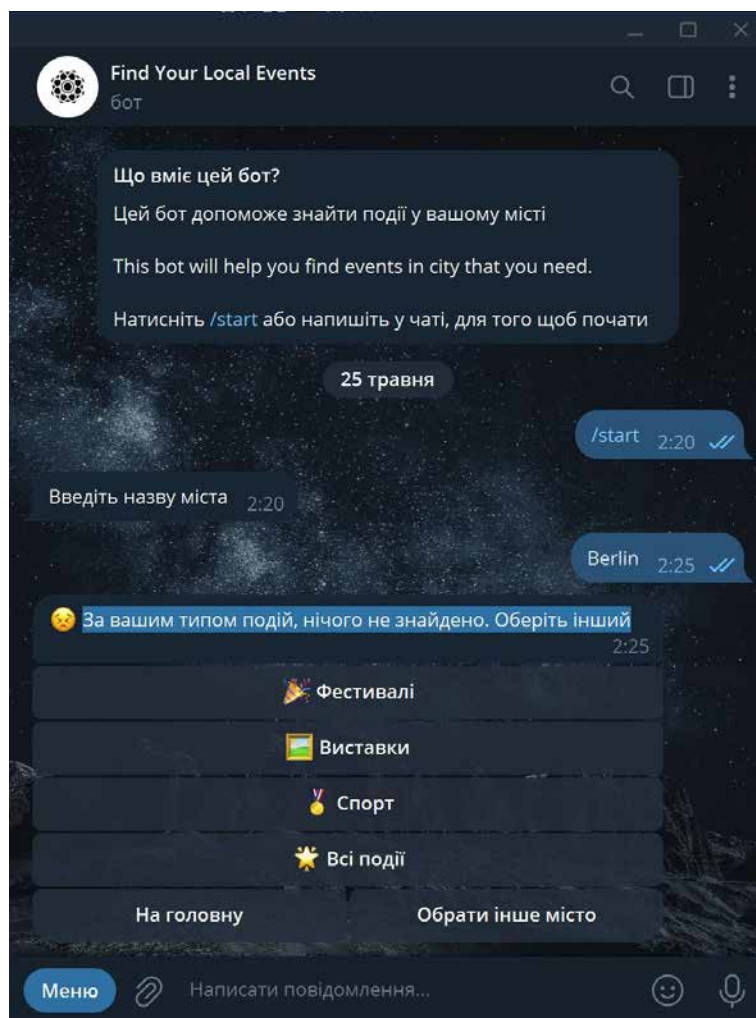 Find Your Local Events
бот
Що вміє цей бот?
Цей бот допоможе знайти події у вашому місті
This bot will help you find events in city that you need.
Натисніть /start або напишіть у чаті, для того щоб почати
25 травня
/start 2:20
Введіть назву міста 2:20
Berlin 2:25
😣 За вашим типом подій, нічого не знайдено. Оберіть інший
2:25
🎉 Фестивалі
🖼️ Виставки
🏅 Спорт
🌟 Всі події
На головну Обрати інше місто
Меню Написати повідомлення...